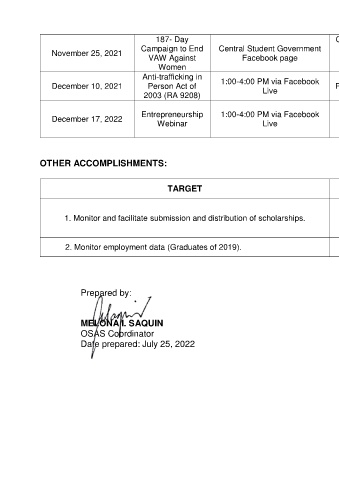 187- Day
Campaign to End
VAW Against
Women
November 25, 2021
Central Student Government
Facebook page
Anti-trafficking in
Person Act of
2003 (RA 9208)
December 10, 2021
1:00-4:00 PM via Facebook
Live
December 17, 2022
Entrepreneurship
Webinar
1:00-4:00 PM via Facebook
Live
OTHER ACCOMPLISHMENTS:
TARGET
1. Monitor and facilitate submission and distribution of scholarships.
2. Monitor employment data (Graduates of 2019).
Prepared by:
MELONA I. SAQUIN
OSAS Coordinator
Date prepared: July 25, 2022